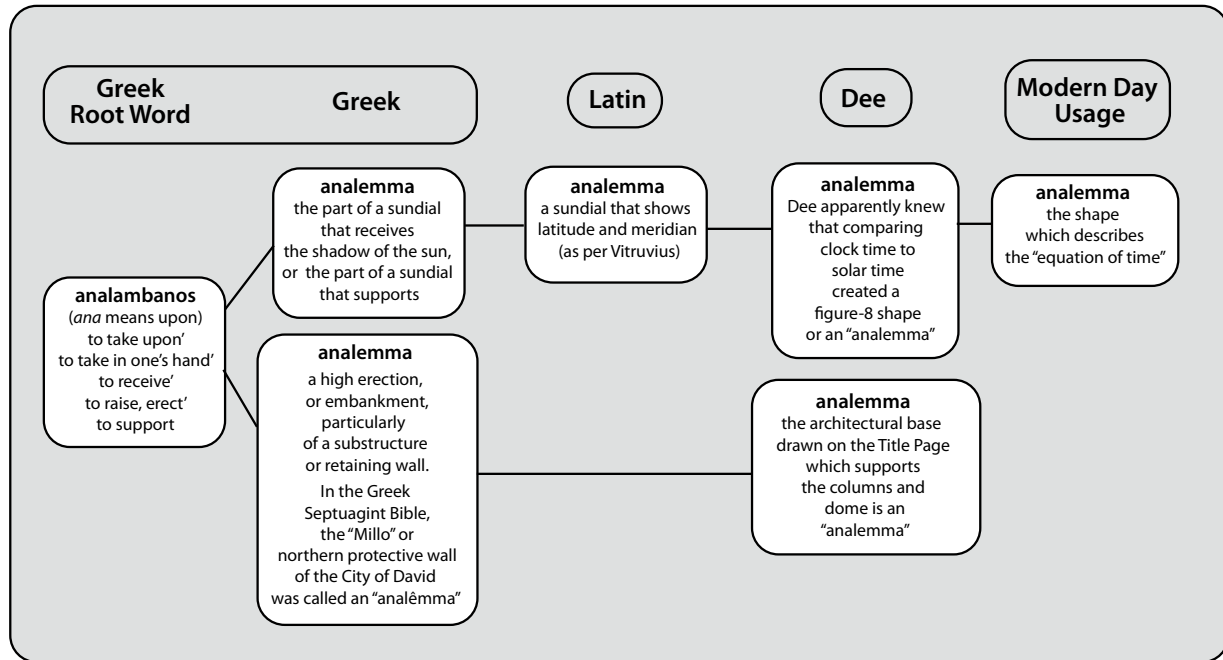 Greek
Root Word
Greek
Latin
Dee
Modern Day
Usage
analambanos
(ana means upon)
to take upon'
to take in one's hand'
to receive'
to raise, erect'
to support
analemma
the part of a sundial
that receives
the shadow of the sun,
or the part of a sundial
that supports
analemma
a high erection,
or embankment,
particularly
of a substructure
or retaining wall.
In the Greek
Septuagint Bible,
the "Millo" or
northern protective wall
of the City of David
was called an "analêmma"
analemma
a sundial that shows
latitude and meridian
(as per Vitruvius)
analemma
Dee apparently knew
that comparing
clock time to
solar time
created a
figure-8 shape
or an "analemma"
analemma
the architectural base
drawn on the Title Page
which supports
the columns and
dome is an
"analemma"
analemma
the shape
which describes
the "equation of time"